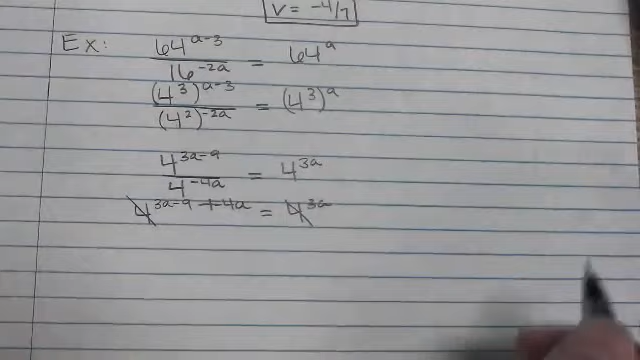 v = -4/7
Ex: 64^(a-3) / 16^(-2a) = 64^a
(4^3)^(a-3) / (4^2)^(-2a) = (4^3)^a
4^(3a-9) / 4^(-4a) = 4^(3a)
4^(3a-9+4a) = 4^(3a)